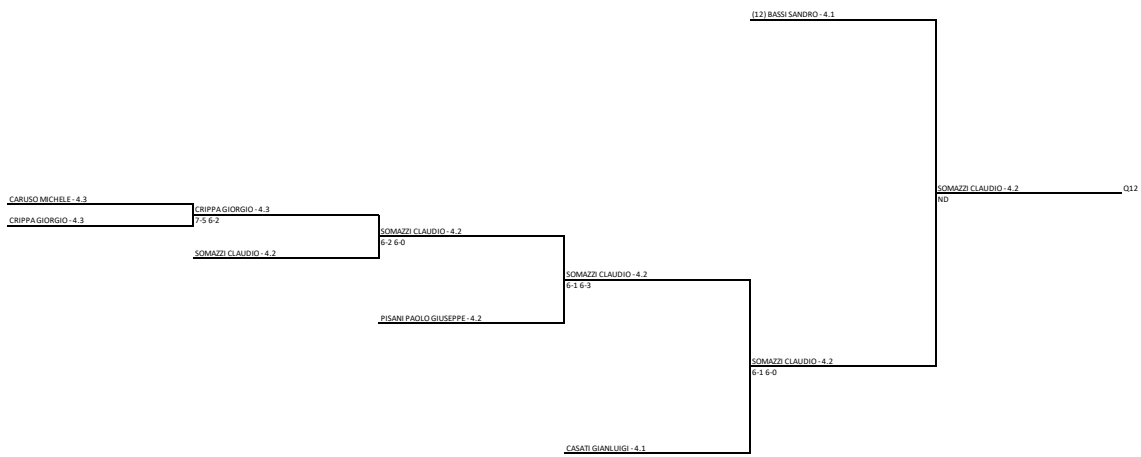 (12) BASSI SANDRO - 4.1
SOMAZZI CLAUDIO - 4.2
Q12
ND
CARUSO MICHELE - 4.3
CRIPPA GIORGIO - 4.3
CRIPPA GIORGIO - 4.3
7-5 6-2
SOMAZZI CLAUDIO - 4.2
6-2 6-0
SOMAZZI CLAUDIO - 4.2
SOMAZZI CLAUDIO - 4.2
6-1 6-3
PISANI PAOLO GIUSEPPE - 4.2
SOMAZZI CLAUDIO - 4.2
6-1 6-0
CASATI GIANLUIGI - 4.1